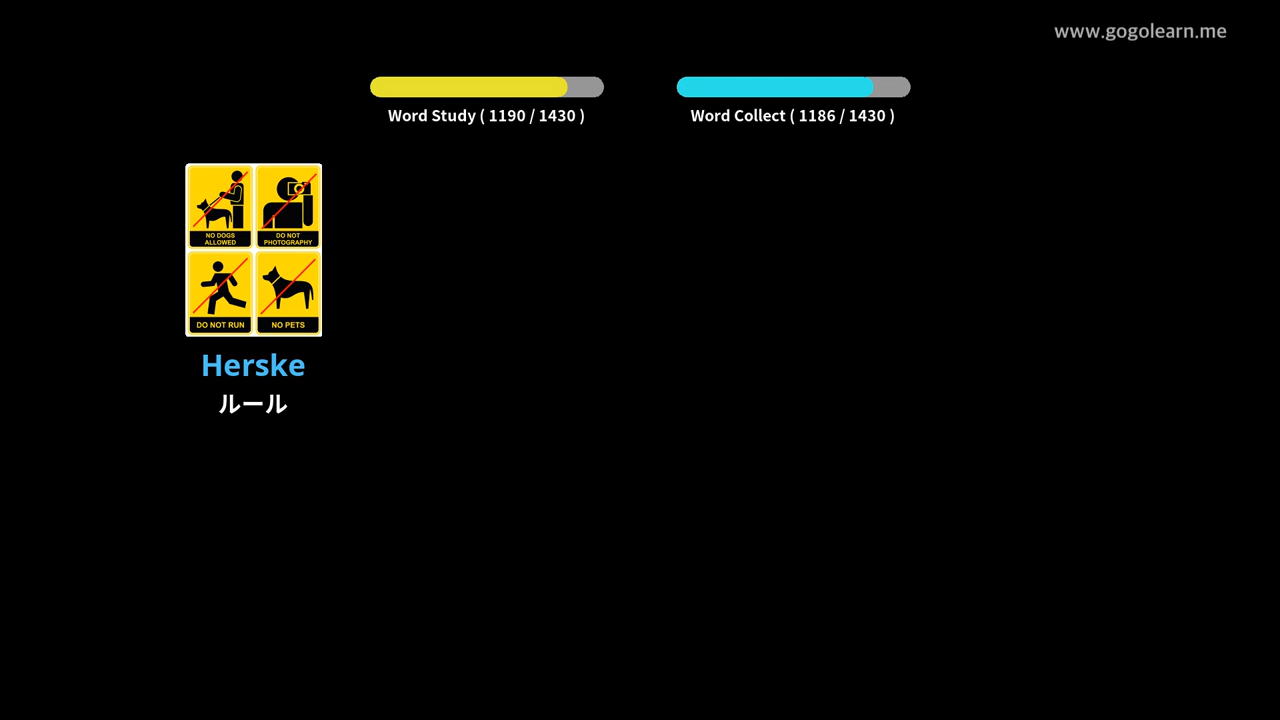 www.gogolearn.me
Word Study ( 1190 / 1430 )
Word Collect ( 1186 / 1430 )
NO DOGS
ALLOWED
DO NOT
PHOTOGRAPHY
DO NOT RUN
NO PETS
Herske
ルール